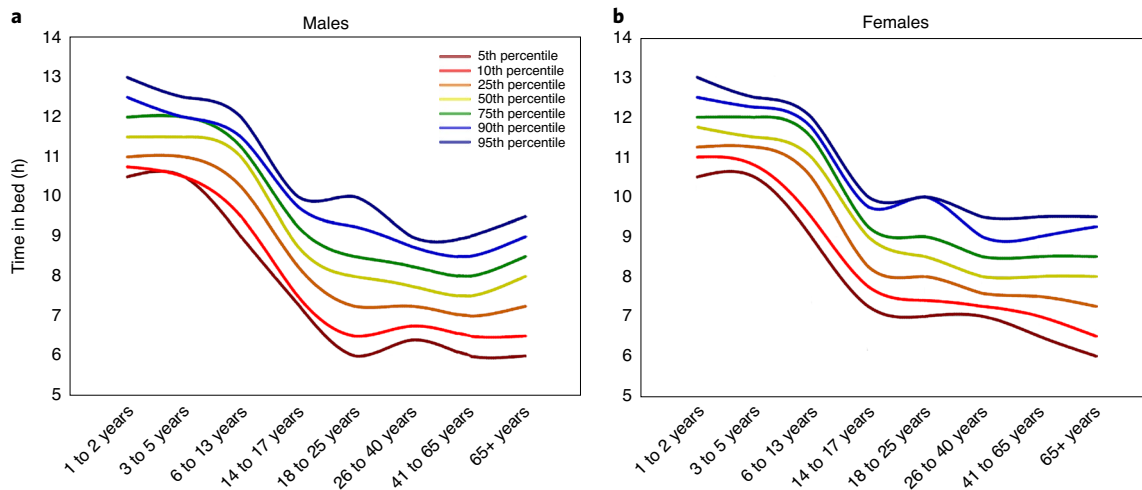 a
Males
Time in bed (h)
14
13
12
11
10
9
8
7
6
5
5th percentile
10th percentile
25th percentile
50th percentile
75th percentile
90th percentile
95th percentile
1 to 2 years
3 to 5 years
6 to 13 years
14 to 17 years
18 to 25 years
26 to 40 years
41 to 65 years
65+ years
b
Females
14
13
12
11
10
9
8
7
6
5
1 to 2 years
3 to 5 years
6 to 13 years
14 to 17 years
18 to 25 years
26 to 40 years
41 to 65 years
65+ years